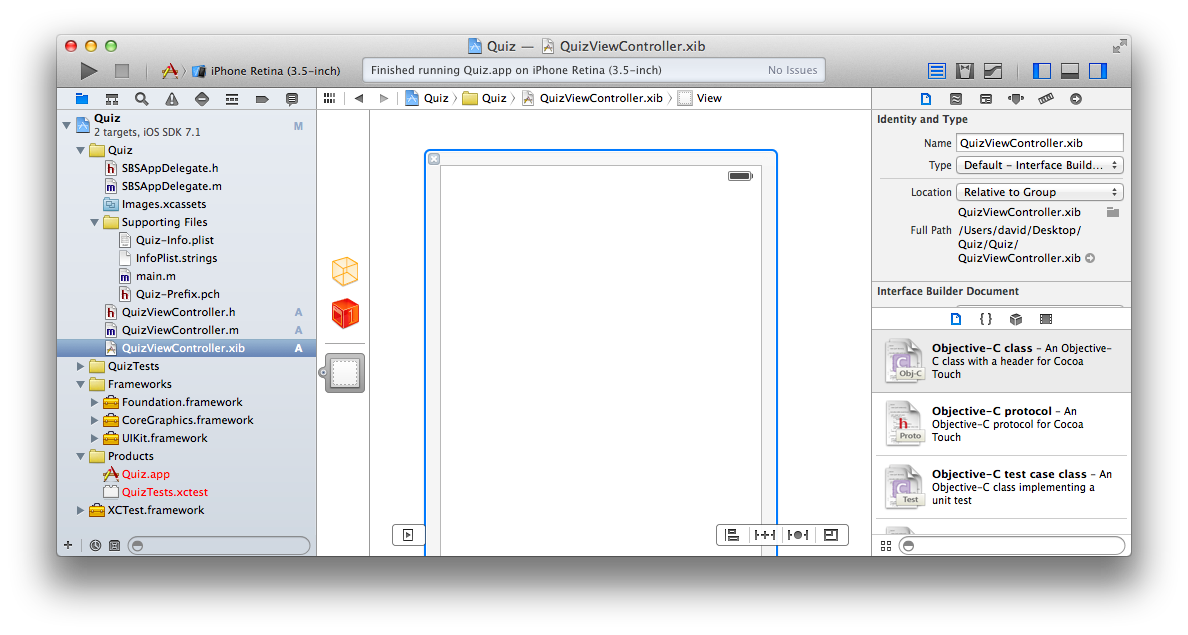 Quiz — QuizViewController.xib
iPhone Retina (3.5-inch)
Finished running Quiz.app on iPhone Retina (3.5-inch)
No Issues
Quiz
Quiz
QuizViewController.xib
View
Quiz
2 targets, iOS SDK 7.1
M
Quiz
h SBSAppDelegate.h
m SBSAppDelegate.m
Images.xcassets
Supporting Files
Quiz-Info.plist
InfoPlist.strings
m main.m
h Quiz-Prefix.pch
h QuizViewController.h A
m QuizViewController.m A
QuizViewController.xib A
QuizTests
Frameworks
Foundation.framework
CoreGraphics.framework
UIKit.framework
Products
Quiz.app
QuizTests.xctest
XCTest.framework
Identity and Type
Name QuizViewController.xib
Type Default – Interface Build...
Location Relative to Group
QuizViewController.xib
Full Path /Users/david/Desktop/
Quiz/Quiz/
QuizViewController.xib
Interface Builder Document
{ }
Obj-C
Objective-C class – An Objective-
C class with a header for Cocoa
Touch
h
Proto
Objective-C protocol – An
Objective-C protocol for Cocoa
Touch
C
Test
Objective-C test case class – An
Objective-C class implementing a
unit test